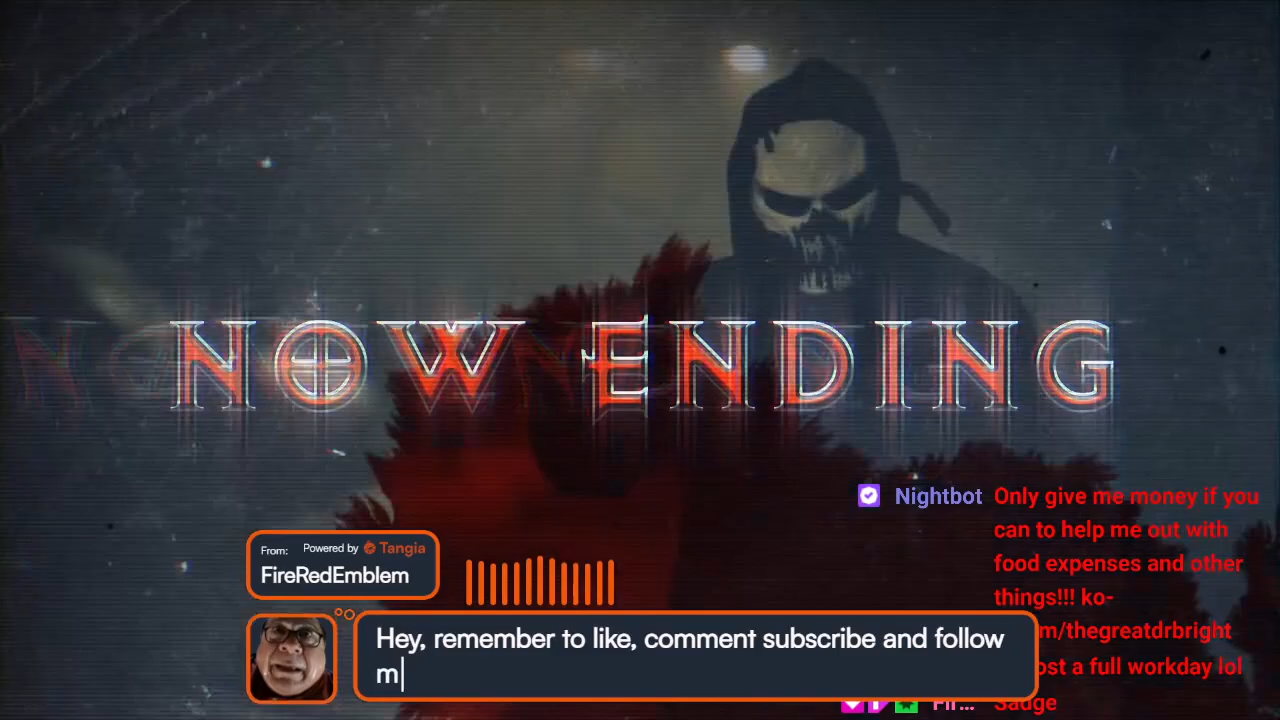 NOW ENDING
Nightbot Only give me money if you
can to help me out with
food expenses and other
things!!! ko-
m/thegreatdrbright
ost a full workday lol
Fir... Sadge
From: Powered by Tangia
FireRedEmblem
Hey, remember to like, comment subscribe and follow
m